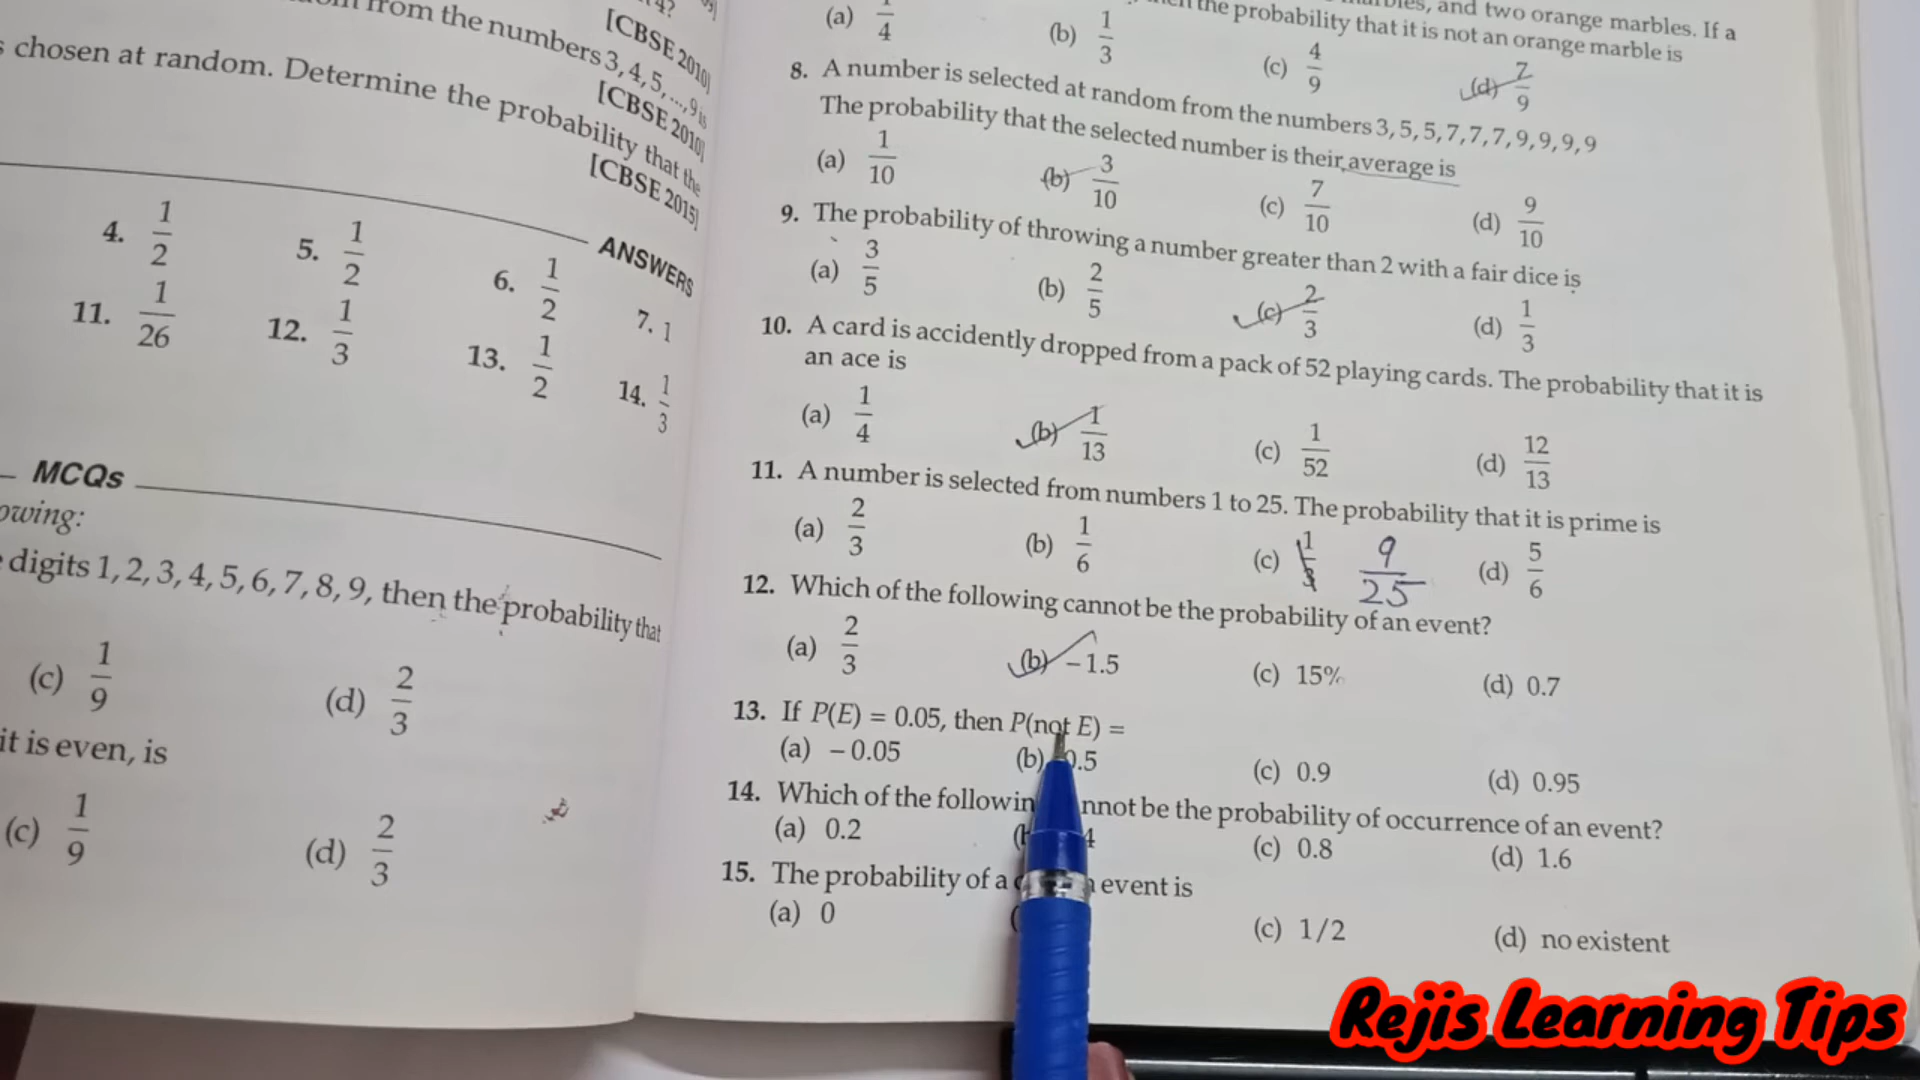 4?
[CBSE 2010]
from the numbers 3, 4, 5, ..., 9 is
[CBSE 2010]
chosen at random. Determine the probability that the
[CBSE 2015]
ANSWERS
4. 1/2
5. 1/2
6. 1/2
7. 1
11. 1/26
12. 1/3
13. 1/2
14. 1/3
MCQs
owing:
digits 1, 2, 3, 4, 5, 6, 7, 8, 9, then the probability that
(c) 1/9
(d) 2/3
it is even, is
(c) 1/9
(d) 2/3
and two orange marbles. If a
the probability that it is not an orange marble is
(a) 1/4
(b) 1/3
(c) 4/9
(d) 7/9
8. A number is selected at random from the numbers 3, 5, 5, 7, 7, 7, 9, 9, 9, 9
The probability that the selected number is their average is
(a) 1/10
(b) 3/10
(c) 7/10
(d) 9/10
9. The probability of throwing a number greater than 2 with a fair dice is
(a) 3/5
(b) 2/5
(c) 2/3
(d) 1/3
10. A card is accidently dropped from a pack of 52 playing cards. The probability that it is
an ace is
(a) 1/4
(b) 1/13
(c) 1/52
(d) 12/13
11. A number is selected from numbers 1 to 25. The probability that it is prime is
(a) 2/3
(b) 1/6
(c) 1/3 9/25
(d) 5/6
12. Which of the following cannot be the probability of an event?
(a) 2/3
(b) –1.5
(c) 15%
(d) 0.7
13. If P(E) = 0.05, then P(not E) =
(a) – 0.05
(b) 0.5
(c) 0.9
(d) 0.95
14. Which of the followin nnot be the probability of occurrence of an event?
(a) 0.2
4
(c) 0.8
(d) 1.6
15. The probability of a event is
(a) 0
(c) 1/2
(d) no existent
Rejis Learning Tips